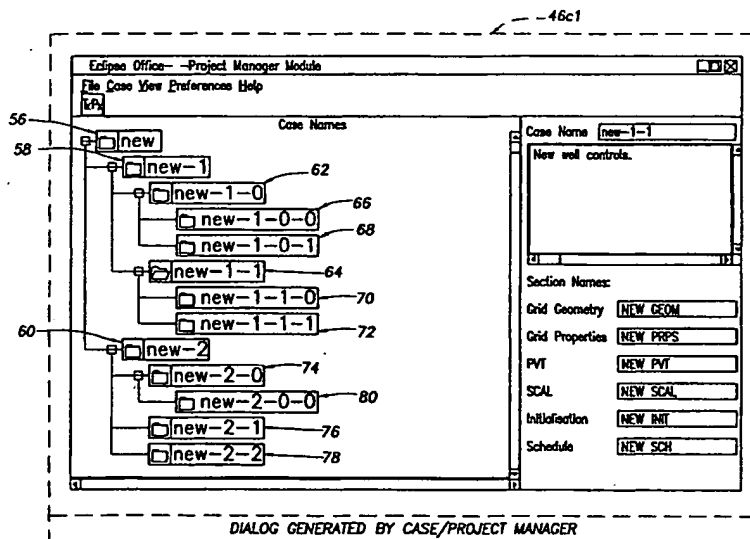 46c1
Eclipse Office- -Project Manager Module
File Case View Preferences Help
Case Names
56 new
58 new-1
new-1-0 62
new-1-0-0 66
new-1-0-1 68
new-1-1 64
new-1-1-0 70
new-1-1-1 72
60 new-2
new-2-0 74
new-2-0-0 80
new-2-1 76
new-2-2 78
Case Name new-1-1
New well controls.
Section Names:
Grid Geometry NEW GEOM
Grid Properties NEW PRPS
PVT NEW PVT
SCAL NEW SCAL
Initialisation NEW INIT
Schedule NEW SCH
DIALOG GENERATED BY CASE/PROJECT MANAGER